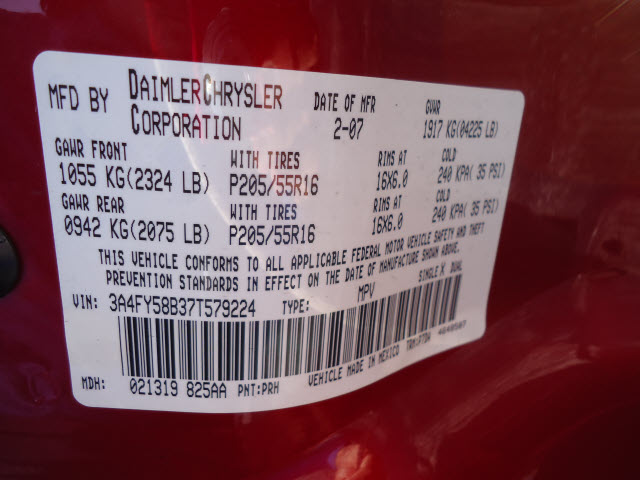 MFD BY DAIMLERCHRYSLER CORPORATION DATE OF MFR 2-07 GVWR 1917 KG(04225 LB)
GAWR FRONT WITH TIRES RIMS AT COLD
1055 KG(2324 LB) P205/55R16 16X6.0 240 KPA( 35 PSI)
GAWR REAR WITH TIRES RIMS AT COLD
0942 KG(2075 LB) P205/55R16 16X6.0 240 KPA( 35 PSI)
THIS VEHICLE CONFORMS TO ALL APPLICABLE FEDERAL MOTOR VEHICLE SAFETY AND THEFT
PREVENTION STANDARDS IN EFFECT ON THE DATE OF MANUFACTURE SHOWN ABOVE.
VIN: 3A4FY58B37T579224 TYPE: MPV SINGLE X DUAL
MDH: 021319 825AA PNT:PRH VEHICLE MADE IN MEXICO TRM:P7DA